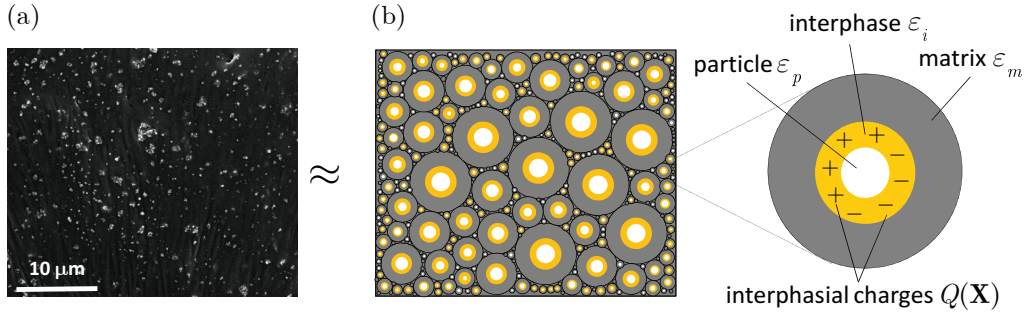 (a)
(b)
interphase ε_i
matrix ε_m
particle ε_p
≈
+ + + + + − − − −
10 μm
interphasial charges Q(X)